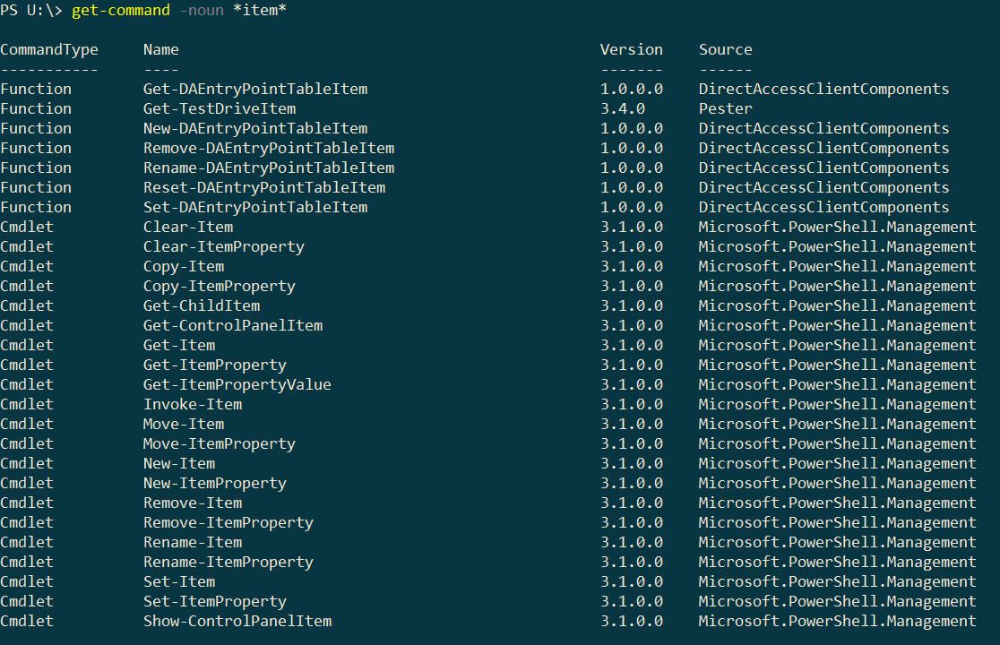 PS U:\> get-command -noun *item*
CommandType     Name                                               Version    Source
-----------     ----                                               -------    ------
Function        Get-DAEntryPointTableItem                          1.0.0.0    DirectAccessClientComponents
Function        Get-TestDriveItem                                  3.4.0      Pester
Function        New-DAEntryPointTableItem                          1.0.0.0    DirectAccessClientComponents
Function        Remove-DAEntryPointTableItem                       1.0.0.0    DirectAccessClientComponents
Function        Rename-DAEntryPointTableItem                       1.0.0.0    DirectAccessClientComponents
Function        Reset-DAEntryPointTableItem                        1.0.0.0    DirectAccessClientComponents
Function        Set-DAEntryPointTableItem                          1.0.0.0    DirectAccessClientComponents
Cmdlet          Clear-Item                                         3.1.0.0    Microsoft.PowerShell.Management
Cmdlet          Clear-ItemProperty                                 3.1.0.0    Microsoft.PowerShell.Management
Cmdlet          Copy-Item                                          3.1.0.0    Microsoft.PowerShell.Management
Cmdlet          Copy-ItemProperty                                  3.1.0.0    Microsoft.PowerShell.Management
Cmdlet          Get-ChildItem                                      3.1.0.0    Microsoft.PowerShell.Management
Cmdlet          Get-ControlPanelItem                               3.1.0.0    Microsoft.PowerShell.Management
Cmdlet          Get-Item                                           3.1.0.0    Microsoft.PowerShell.Management
Cmdlet          Get-ItemProperty                                   3.1.0.0    Microsoft.PowerShell.Management
Cmdlet          Get-ItemPropertyValue                              3.1.0.0    Microsoft.PowerShell.Management
Cmdlet          Invoke-Item                                        3.1.0.0    Microsoft.PowerShell.Management
Cmdlet          Move-Item                                          3.1.0.0    Microsoft.PowerShell.Management
Cmdlet          Move-ItemProperty                                  3.1.0.0    Microsoft.PowerShell.Management
Cmdlet          New-Item                                           3.1.0.0    Microsoft.PowerShell.Management
Cmdlet          New-ItemProperty                                   3.1.0.0    Microsoft.PowerShell.Management
Cmdlet          Remove-Item                                        3.1.0.0    Microsoft.PowerShell.Management
Cmdlet          Remove-ItemProperty                                3.1.0.0    Microsoft.PowerShell.Management
Cmdlet          Rename-Item                                        3.1.0.0    Microsoft.PowerShell.Management
Cmdlet          Rename-ItemProperty                                3.1.0.0    Microsoft.PowerShell.Management
Cmdlet          Set-Item                                           3.1.0.0    Microsoft.PowerShell.Management
Cmdlet          Set-ItemProperty                                   3.1.0.0    Microsoft.PowerShell.Management
Cmdlet          Show-ControlPanelItem                              3.1.0.0    Microsoft.PowerShell.Management